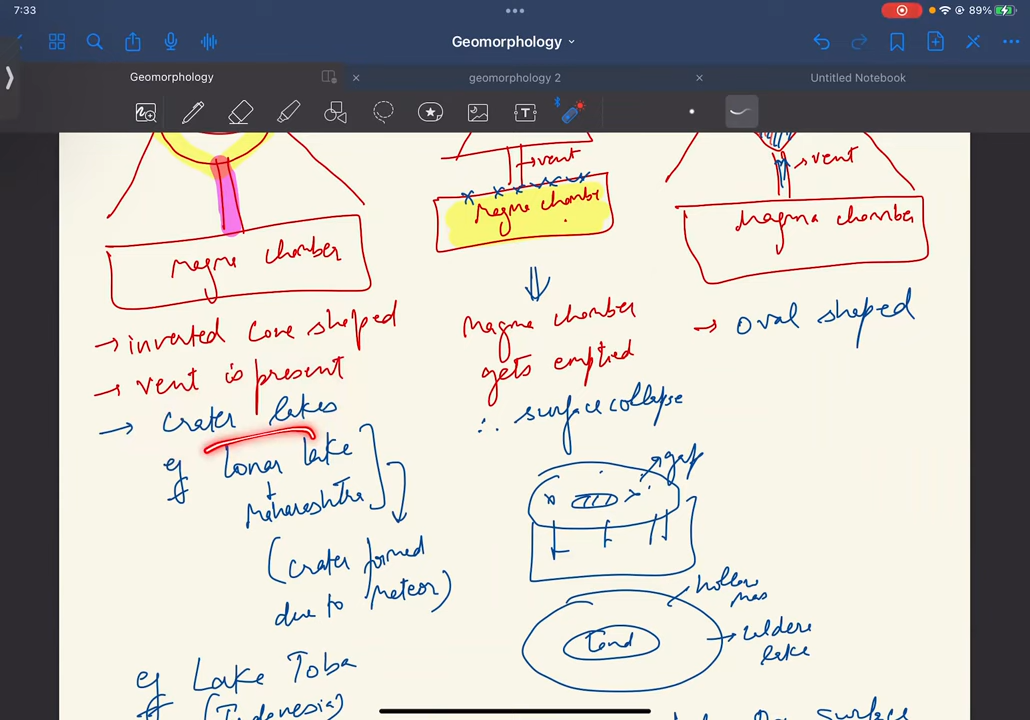 7:33
89%
Geomorphology
Geomorphology
geomorphology 2
Untitled Notebook
magma chamber
→ inverted cone shaped
→ vent is present
→ crater lakes
eg Lonar lake
Maharashtra
(crater formed
due to meteor)
eg Lake Toba
(Indonesia)
vent
magma chamber
magma chamber
gets emptied
∴ surface collapse
gap
hollow
caldera
lake
vent
magma chamber
→ oval shaped
surface